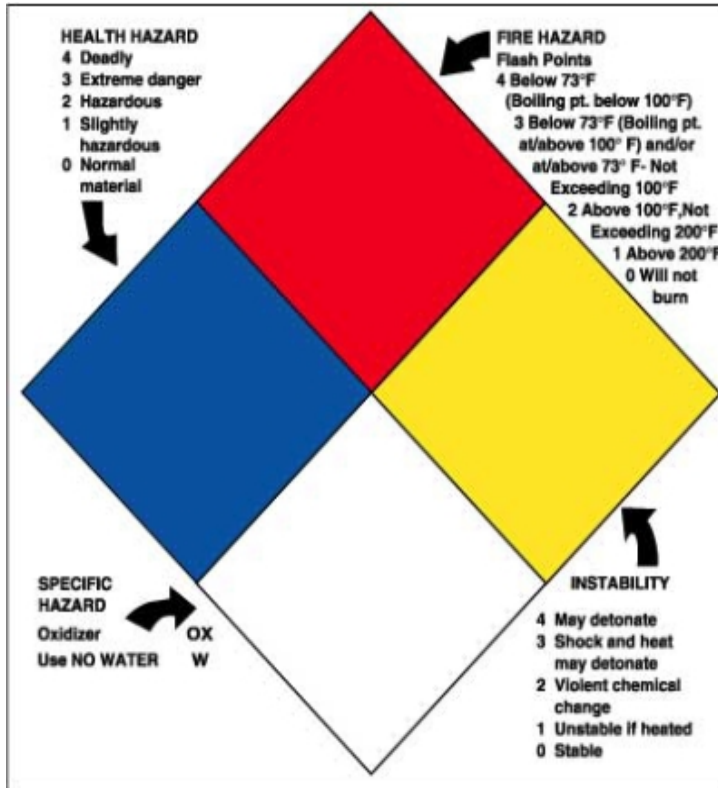 HEALTH HAZARD
4 Deadly
3 Extreme danger
2 Hazardous
1 Slightly
hazardous
0 Normal
material
FIRE HAZARD
Flash Points
4 Below 73°F
(Boiling pt. below 100°F)
3 Below 73°F (Boiling pt.
at/above 100° F) and/or
at/above 73° F- Not
Exceeding 100°F
2 Above 100°F,Not
Exceeding 200°F
1 Above 200°F
0 Will not
burn
SPECIFIC
HAZARD
Oxidizer OX
Use NO WATER W
INSTABILITY
4 May detonate
3 Shock and heat
may detonate
2 Violent chemical
change
1 Unstable if heated
0 Stable